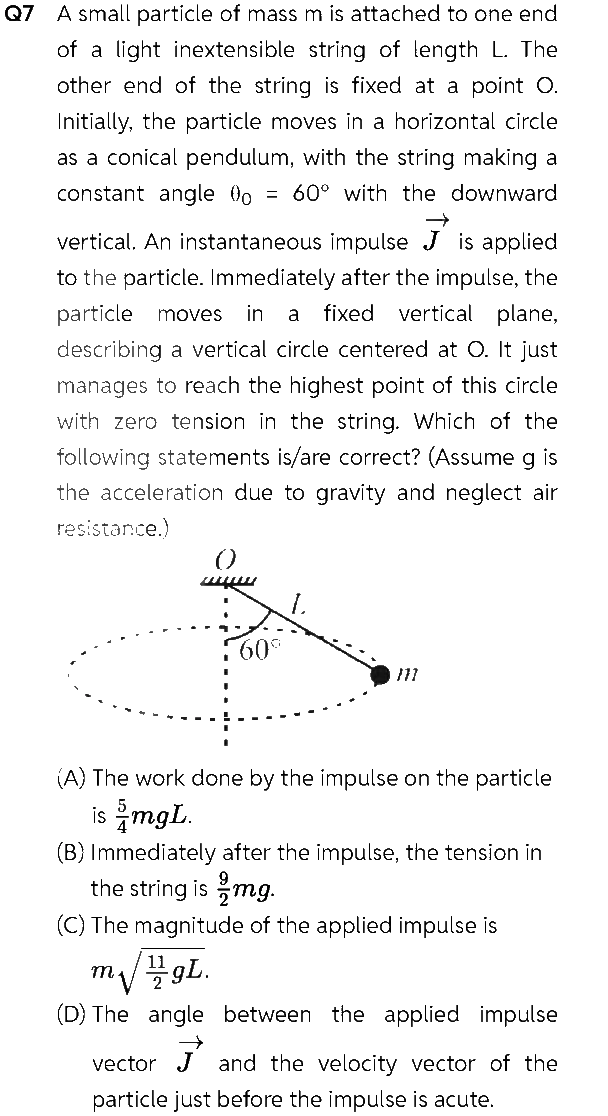 Q7 A small particle of mass m is attached to one end
of a light inextensible string of length L. The
other end of the string is fixed at a point O.
Initially, the particle moves in a horizontal circle
as a conical pendulum, with the string making a
constant angle θ₀ = 60° with the downward
vertical. An instantaneous impulse J⃗ is applied
to the particle. Immediately after the impulse, the
particle moves in a fixed vertical plane,
describing a vertical circle centered at O. It just
manages to reach the highest point of this circle
with zero tension in the string. Which of the
following statements is/are correct? (Assume g is
the acceleration due to gravity and neglect air
resistance.)
O
L
60°
m
(A) The work done by the impulse on the particle
is 5/4 mgL.
(B) Immediately after the impulse, the tension in
the string is 9/2 mg.
(C) The magnitude of the applied impulse is
m√(11/2 gL).
(D) The angle between the applied impulse
vector J⃗ and the velocity vector of the
particle just before the impulse is acute.